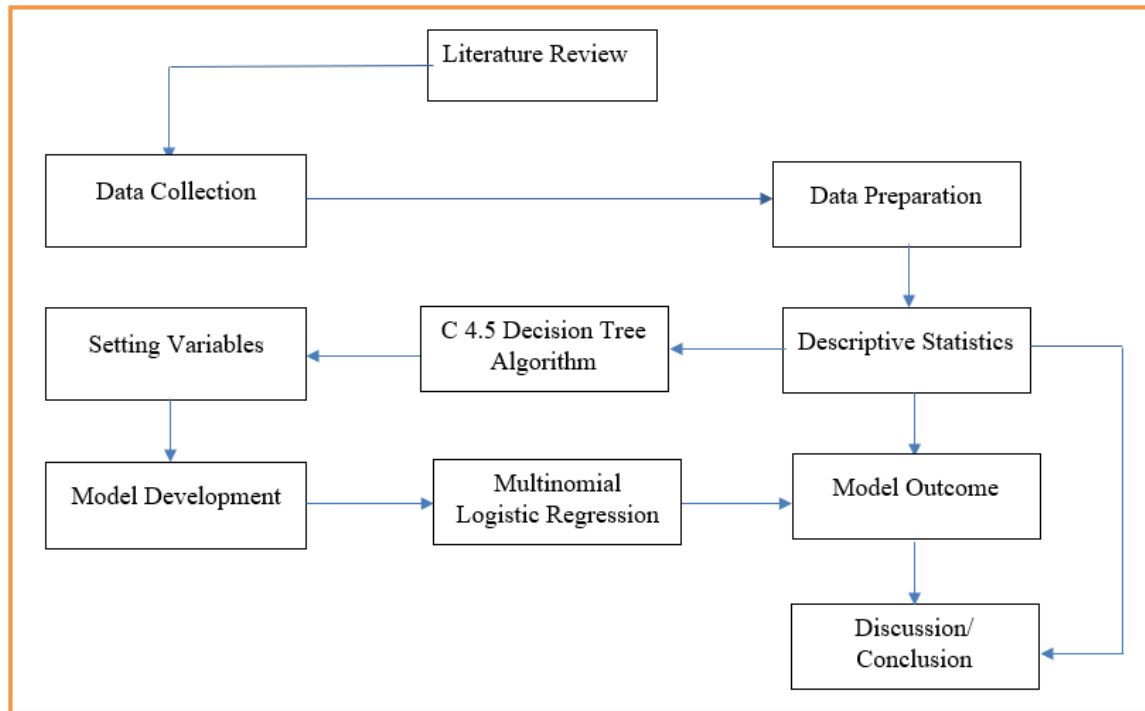 Literature Review
Data Collection
Data Preparation
Setting Variables
C 4.5 Decision Tree
Algorithm
Descriptive Statistics
Model Development
Multinomial
Logistic Regression
Model Outcome
Discussion/
Conclusion